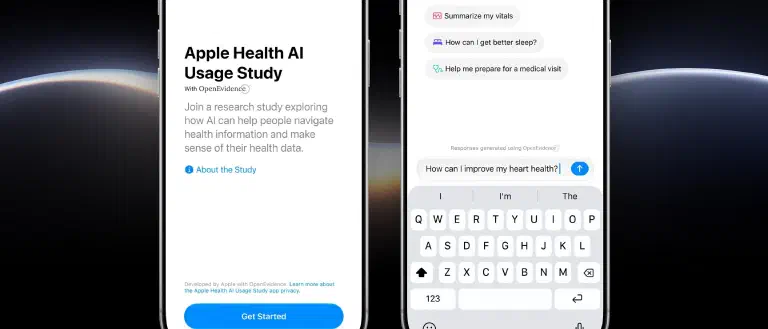 Apple Health AI
Usage Study
With OpenEvidence
Join a research study exploring
how AI can help people navigate
health information and make
sense of their health data.
About the Study
Developed by Apple with OpenEvidence. Learn more about
the Apple Health AI Usage Study app privacy.
Get Started
Summarize my vitals
How can I get better sleep?
Help me prepare for a medical visit
Responses generated using OpenEvidence
How can I improve my heart health?
I I'm The
Q W E R T Y U I O P
A S D F G H J K L
Z X C V B N M
123